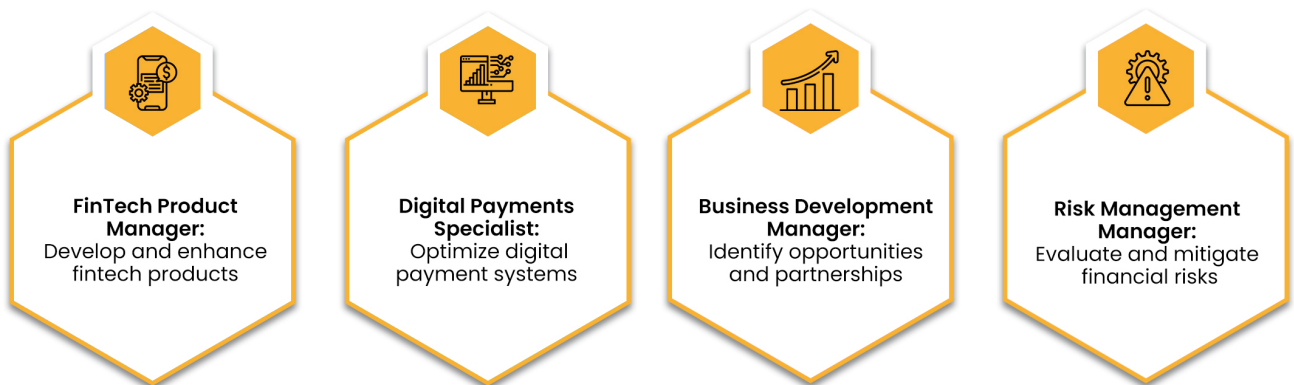 FinTech Product
Manager:
Develop and enhance
fintech products
Digital Payments
Specialist:
Optimize digital
payment systems
Business Development
Manager:
Identify opportunities
and partnerships
Risk Management
Manager:
Evaluate and mitigate
financial risks